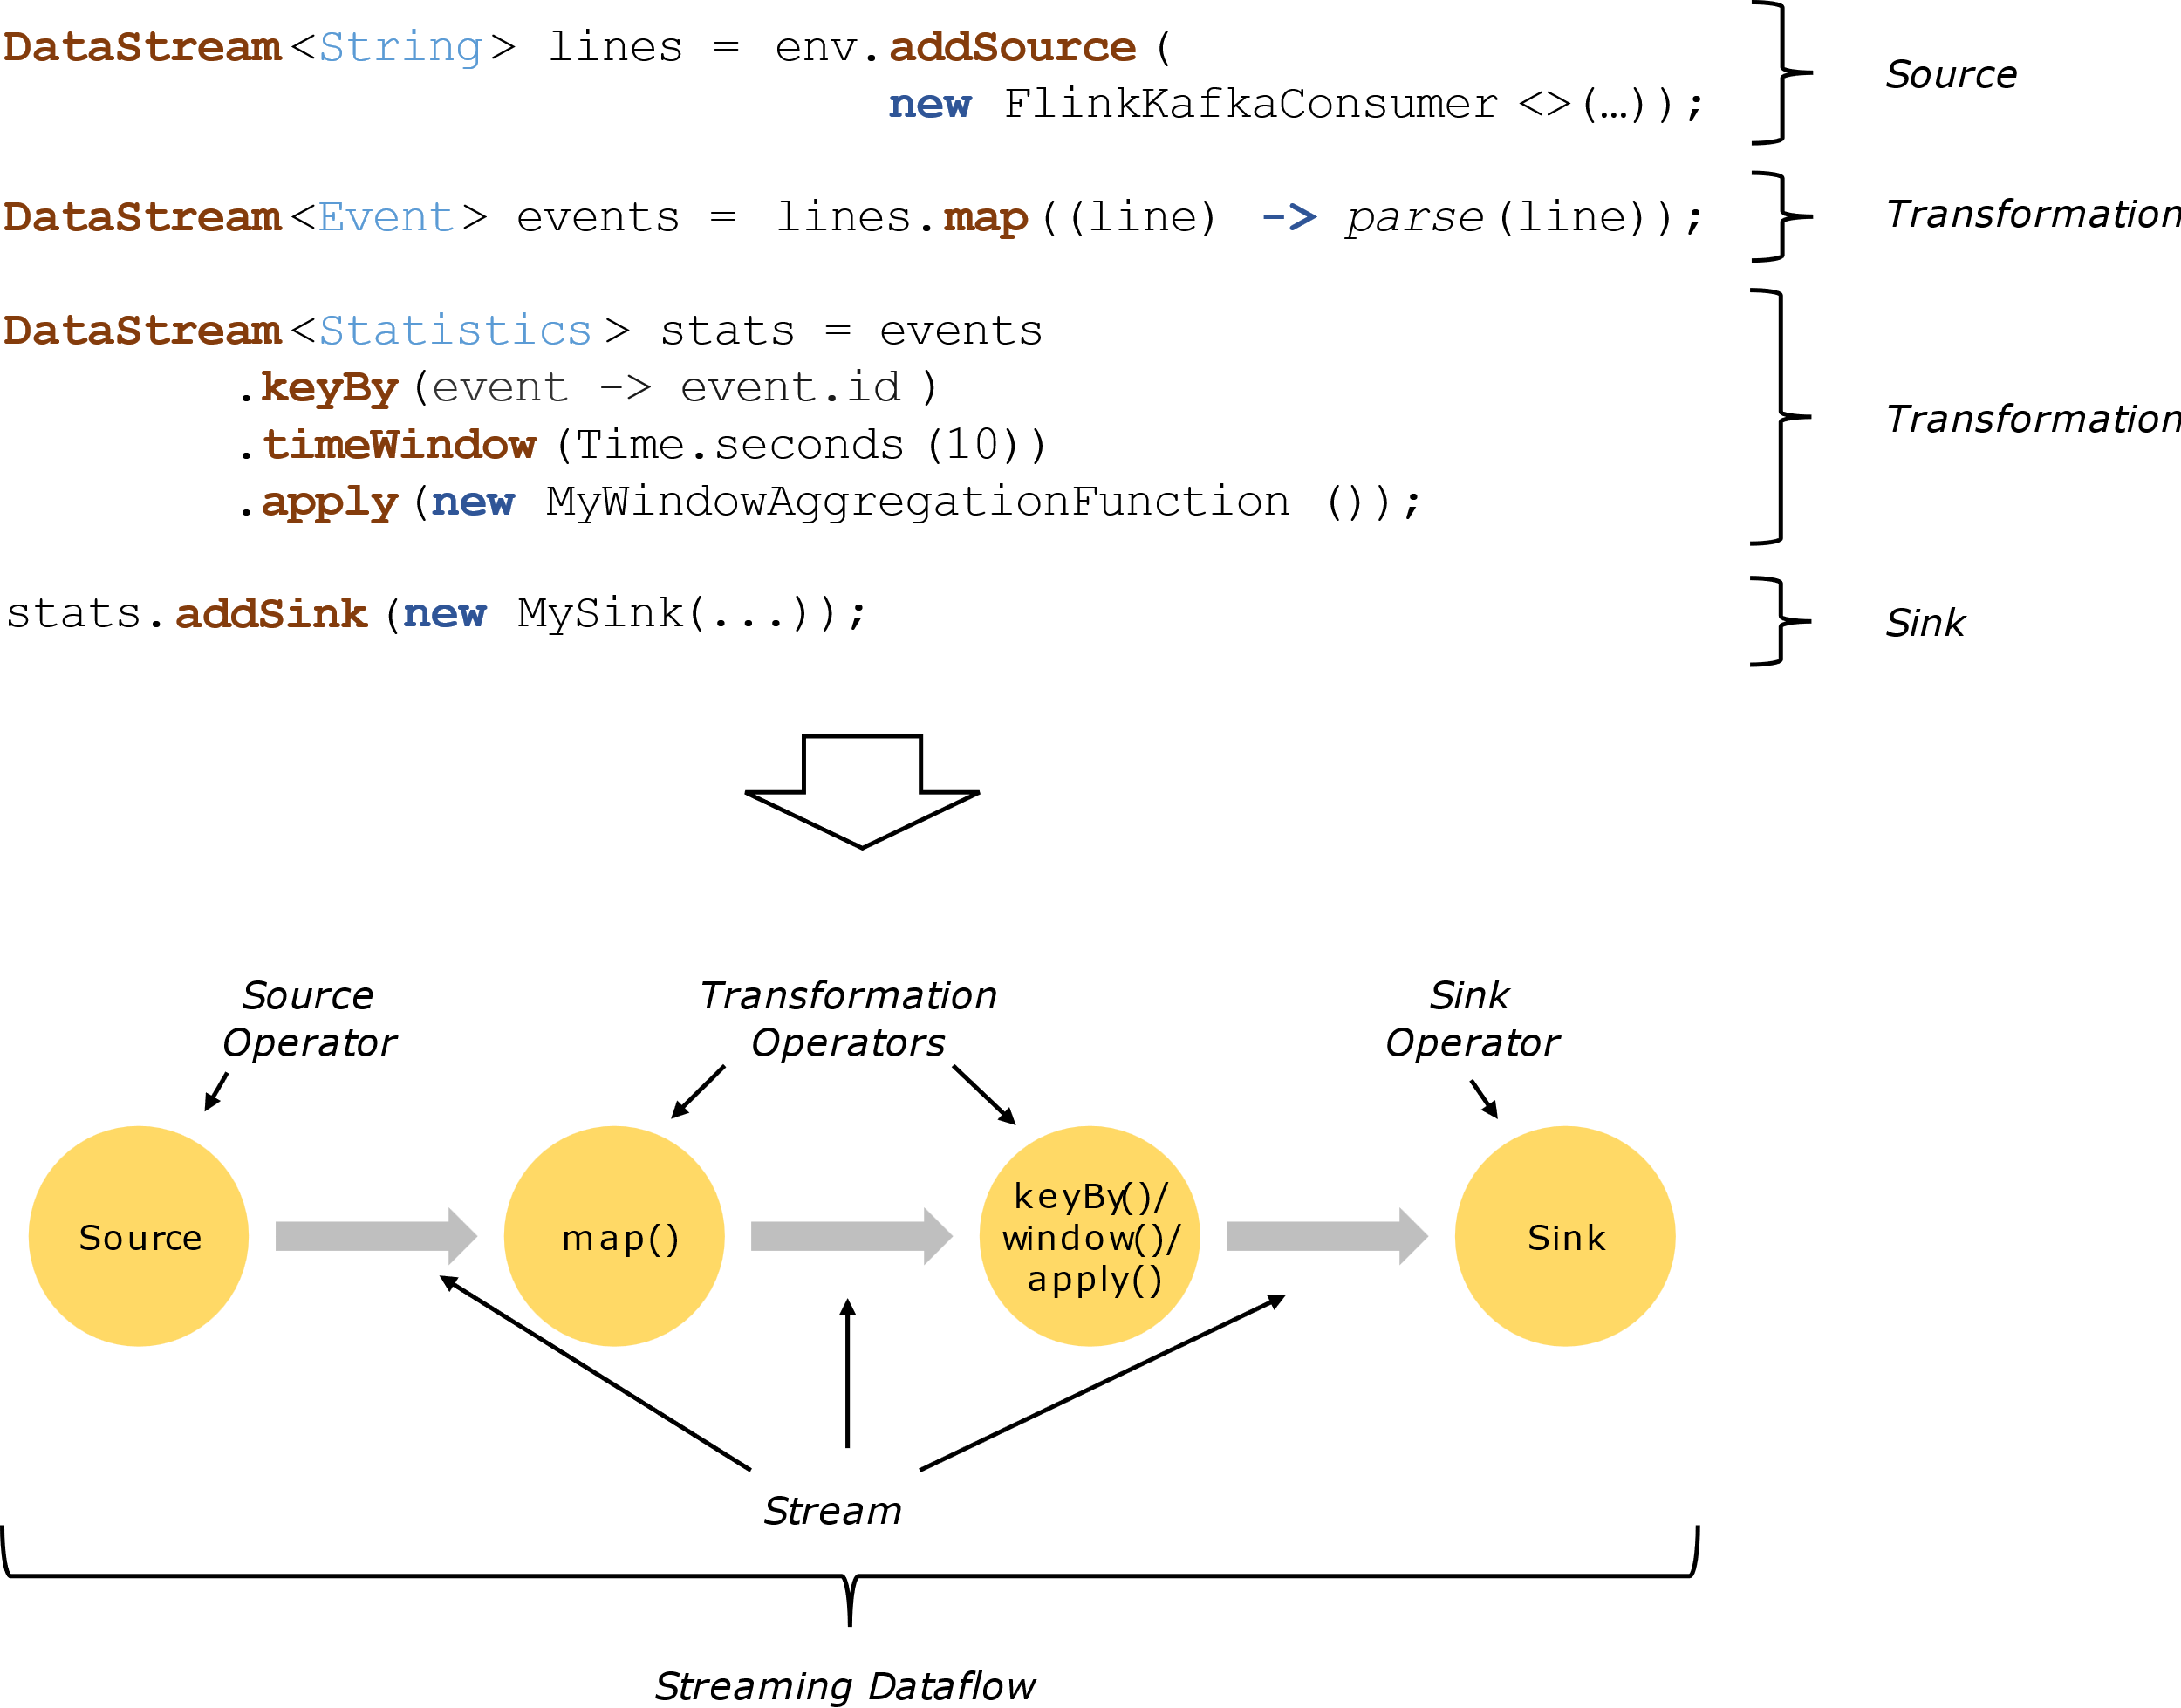 DataStream<String> lines = env.addSource(
new FlinkKafkaConsumer<>(…));
Source
DataStream<Event> events = lines.map((line) -> parse(line));
Transformation
DataStream<Statistics> stats = events
.keyBy(event -> event.id)
.timeWindow(Time.seconds(10))
.apply(new MyWindowAggregationFunction());
Transformation
stats.addSink(new MySink(...));
Sink
Source
Operator
Transformation
Operators
Sink
Operator
Source
map()
keyBy()/
window()/
apply()
Sink
Stream
Streaming Dataflow